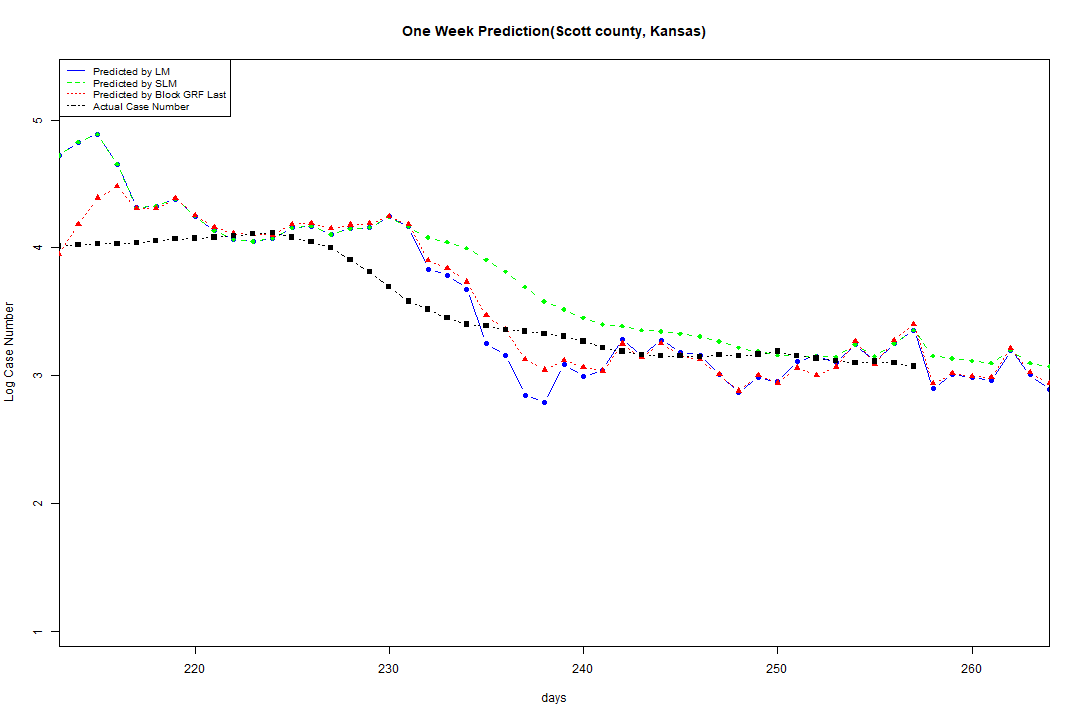 One Week Prediction(Scott county, Kansas)
Predicted by LM
Predicted by SLM
Predicted by Block GRF Last
Actual Case Number
5
4
3
2
1
Log Case Number
220
230
240
250
260
days